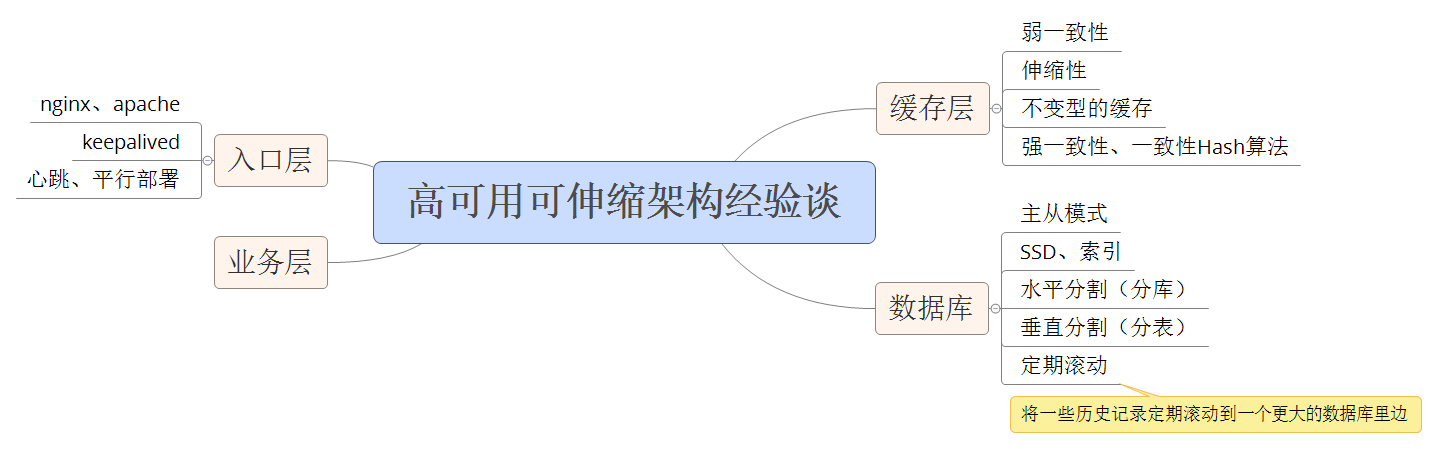 高可用可伸缩架构经验谈
入口层
nginx、apache
keepalived
心跳、平行部署
业务层
缓存层
弱一致性
伸缩性
不变型的缓存
强一致性、一致性Hash算法
数据库
主从模式
SSD、索引
水平分割（分库）
垂直分割（分表）
定期滚动
将一些历史记录定期滚动到一个更大的数据库里边